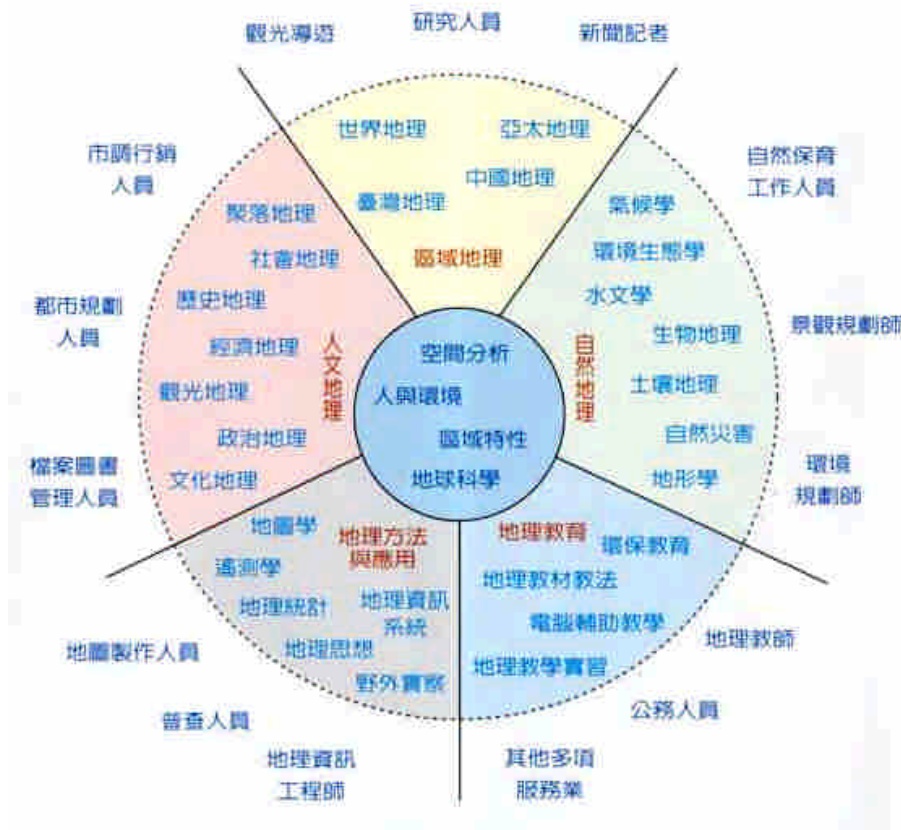 觀光導遊
研究人員
新聞記者
世界地理
亞太地理
中國地理
臺灣地理
區域地理
自然保育
工作人員
景觀規劃師
環境
規劃師
氣候學
環境生態學
水文學
生物地理
土壤地理
自然災害
地形學
自然地理
地理教師
公務人員
其他多項
服務業
地理教育
環保教育
地理教材教法
電腦輔助教學
地理教學實習
地圖製作人員
普查人員
地理資訊
工程師
地圖學
地理方法
與應用
遙測學
地理統計
地理資訊
系統
地理思想
野外實察
市調行銷
人員
都市規劃
人員
檔案圖書
管理人員
聚落地理
社會地理
歷史地理
經濟地理
觀光地理
政治地理
文化地理
人文地理
空間分析
人與環境
區域特性
地球科學